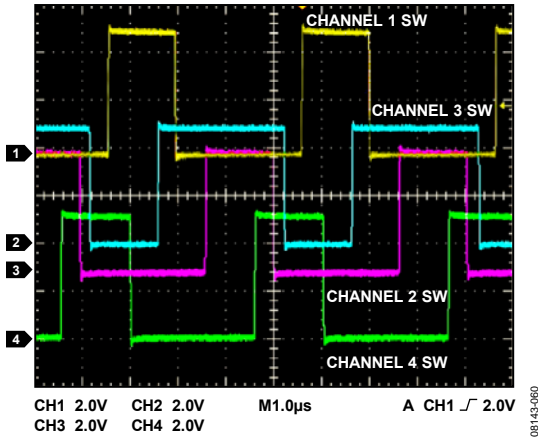 CHANNEL 1 SW
CHANNEL 3 SW
1
2
3
CHANNEL 2 SW
4
CHANNEL 4 SW
CH1 2.0V CH2 2.0V M1.0µs A CH1 2.0V
CH3 2.0V CH4 2.0V
08143-060